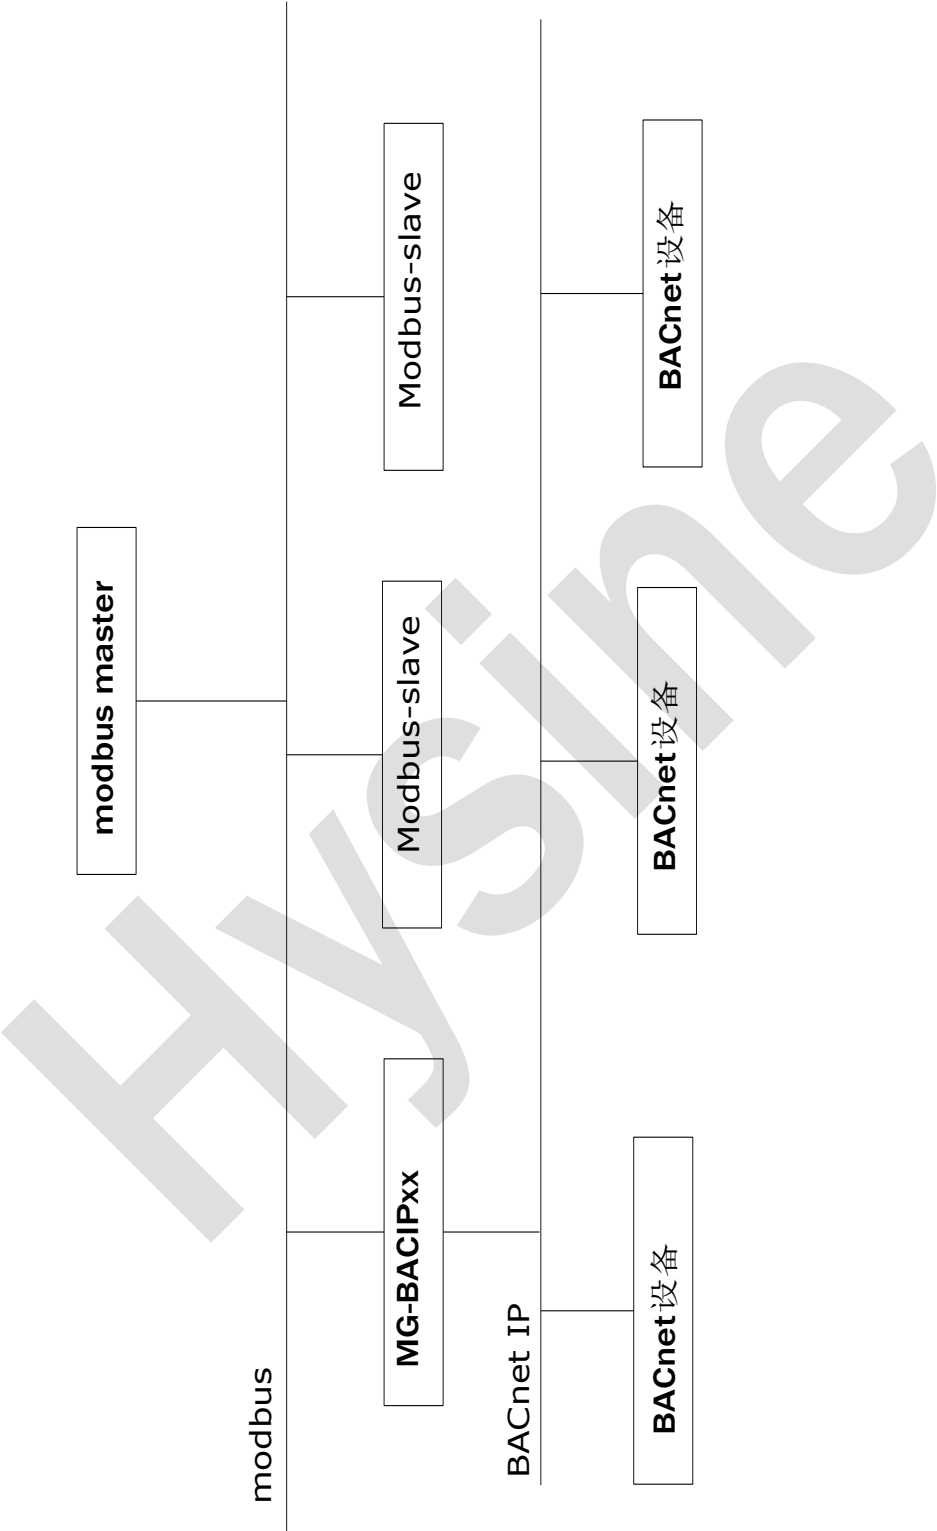 modbus master
modbus
MG-BACIPxx
Modbus-slave
Modbus-slave
BACnet IP
BACnet设备
BACnet设备
BACnet设备
Hysine